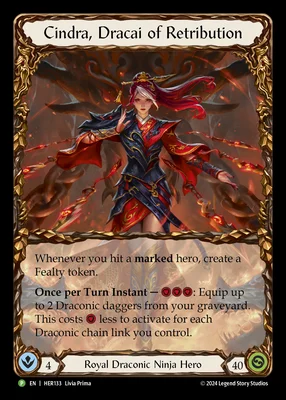 Cindra, Dracai of Retribution
Whenever you hit a marked hero, create a
Fealty token.
Once per Turn Instant — : Equip up
to 2 Draconic daggers from your graveyard.
This costs less to activate for each
Draconic chain link you control.
4
Royal Draconic Ninja Hero
40
P EN | HER133 Livia Prima
© 2024 Legend Story Studios